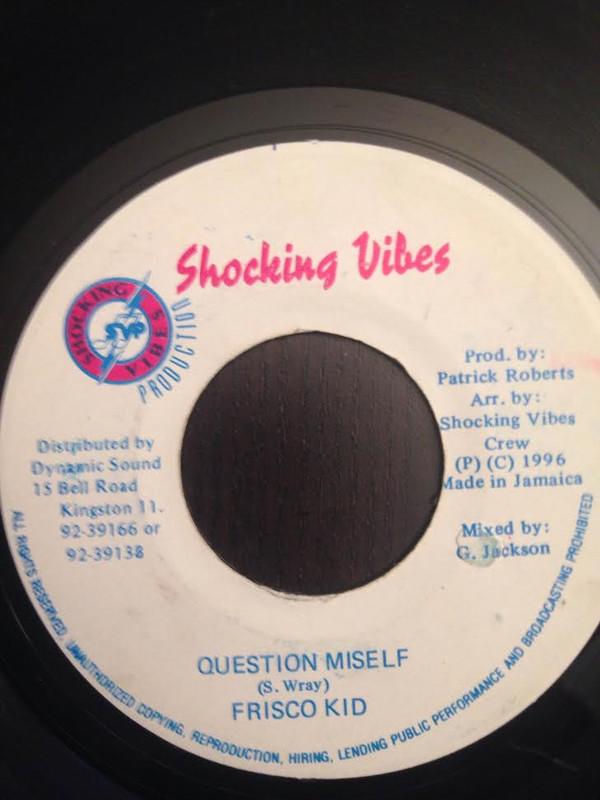 Shocking Vibes
SHOCKING VIBES
SVP
PRODUCTION
Prod. by:
Patrick Roberts
Arr. by:
Shocking Vibes
Crew
(P) (C) 1996
Made in Jamaica
Mixed by:
G. Jackson
Distributed by
Dynamic Sound
15 Bell Road
Kingston 11.
92-39166 or
92-39138
QUESTION MISELF
(S. Wray)
FRISCO KID
ALL RIGHTS RESERVED, UNAUTHORIZED COPYING, REPRODUCTION, HIRING, LENDING PUBLIC PERFORMANCE AND BROADCASTING PROHIBITED